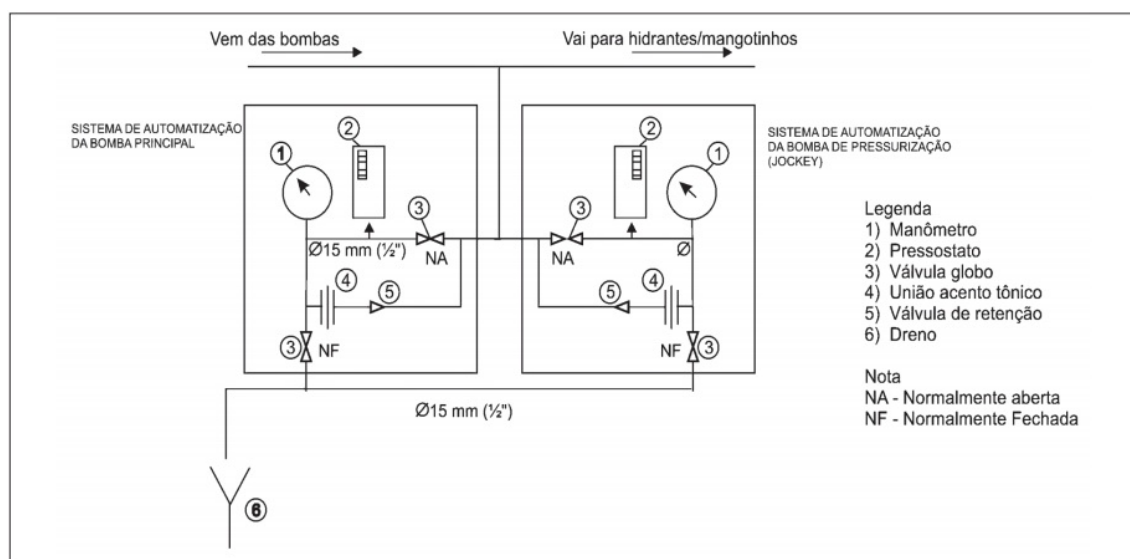 Vem das bombas
Vai para hidrantes/mangotinhos
SISTEMA DE AUTOMATIZAÇÃO
DA BOMBA PRINCIPAL
1
2
3
Ø15 mm (½")
NA
4
5
3
NF
2
1
SISTEMA DE AUTOMATIZAÇÃO
DA BOMBA DE PRESSURIZAÇÃO
(JOCKEY)
3
NA
Ø
5
4
NF
3
Ø15 mm (½")
6
Legenda
1) Manômetro
2) Pressostato
3) Válvula globo
4) União acento tônico
5) Válvula de retenção
6) Dreno
Nota
NA - Normalmente aberta
NF - Normalmente Fechada